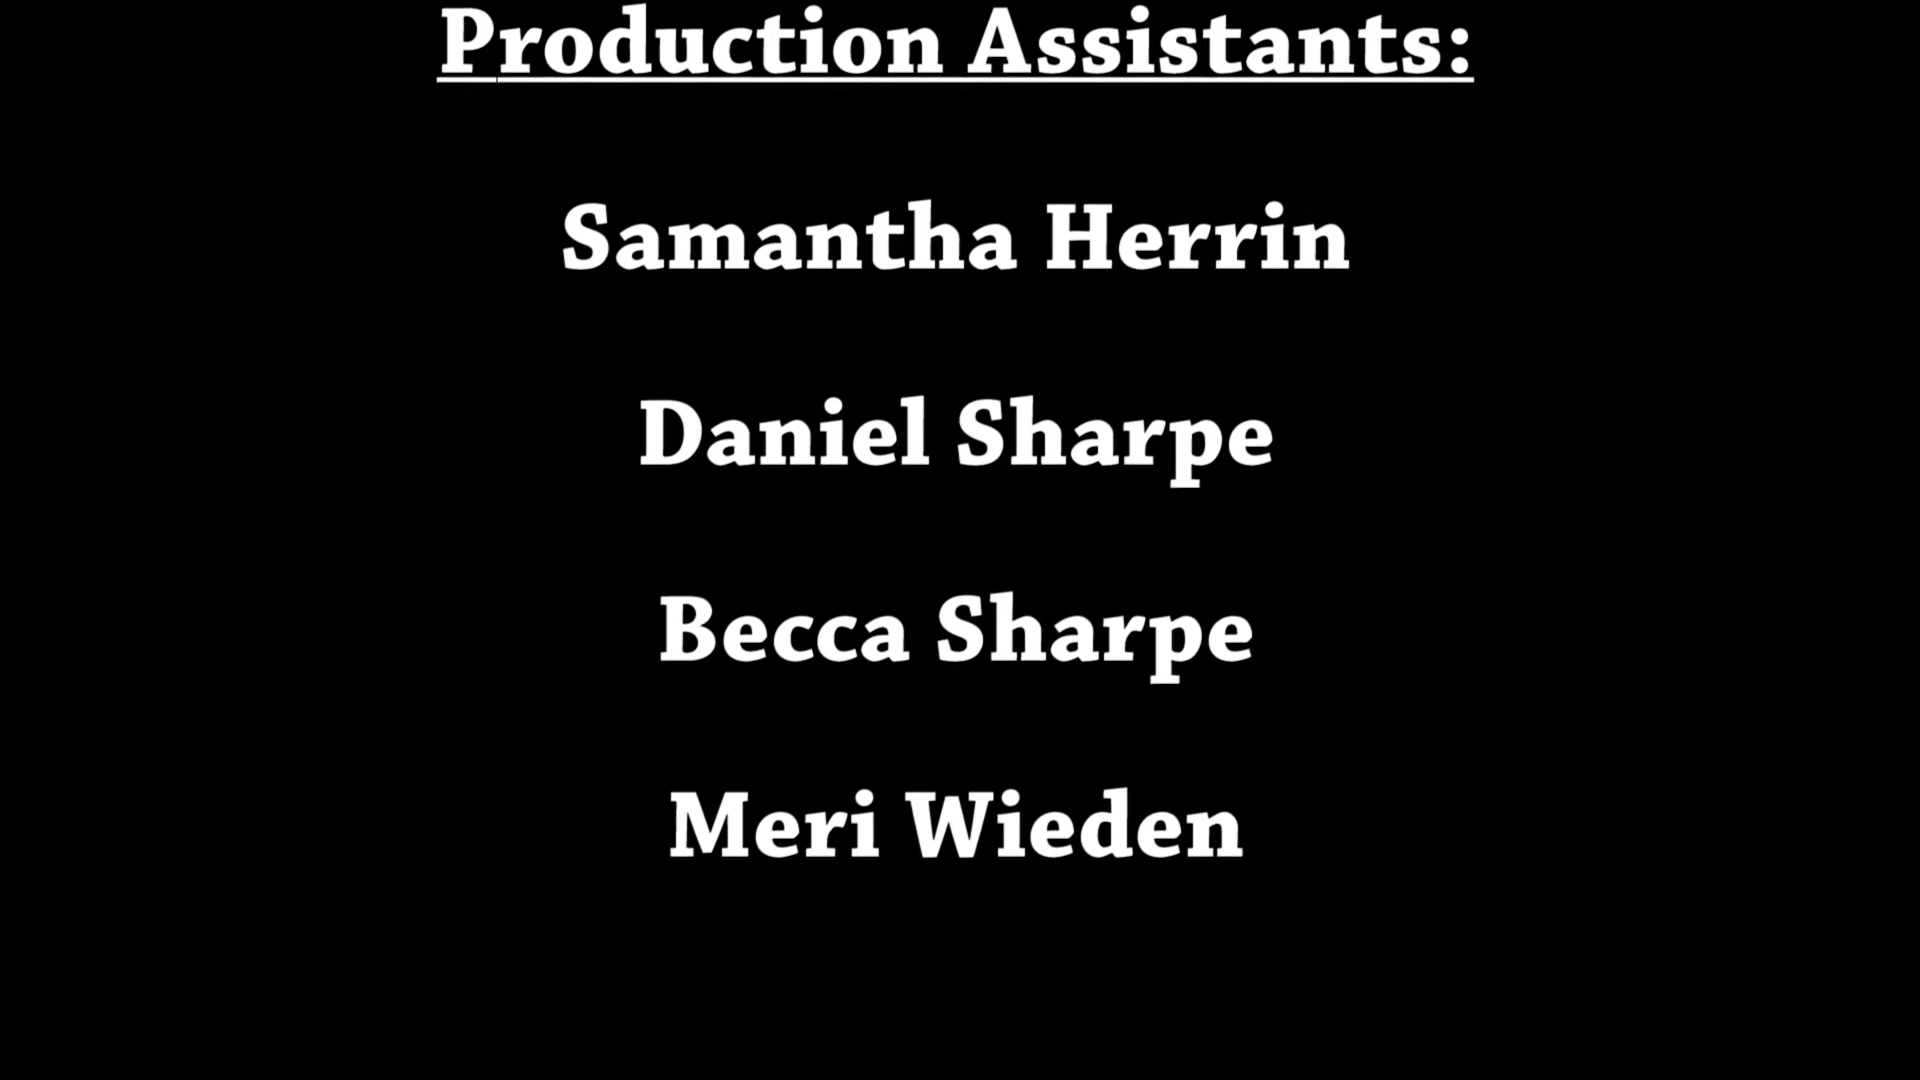 Production Assistants:
Samantha Herrin
Daniel Sharpe
Becca Sharpe
Meri Wieden